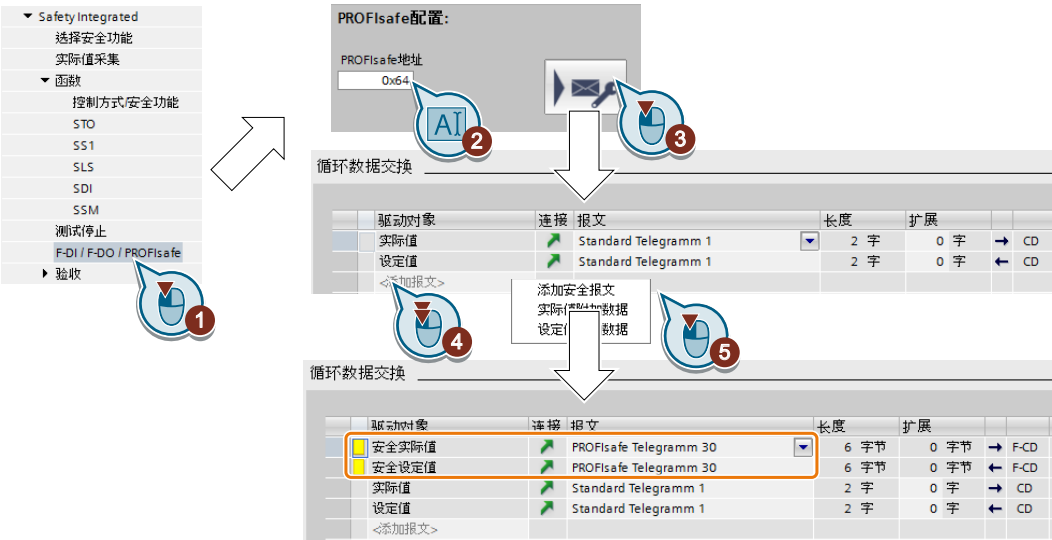 Safety Integrated
选择安全功能
实际值采集
函数
控制方式/安全功能
STO
SS1
SLS
SDI
SSM
测试停止
F-DI / F-DO / PROFIsafe
验收
1
PROFIsafe配置:
PROFIsafe地址
0x64
AI
2
3
循环数据交换
驱动对象 连接 报文 长度 扩展
实际值 Standard Telegramm 1 2 字 0 字 → CD
设定值 Standard Telegramm 1 2 字 0 字 ← CD
<添加报文>
添加安全报文
实际值附加数据
设定 数据
4
5
循环数据交换
驱动对象 连接 报文 长度 扩展
安全实际值 PROFIsafe Telegramm 30 6 字节 0 字节 → F-CD
安全设定值 PROFIsafe Telegramm 30 6 字节 0 字节 ← F-CD
实际值 Standard Telegramm 1 2 字 0 字 → CD
设定值 Standard Telegramm 1 2 字 0 字 ← CD
<添加报文>